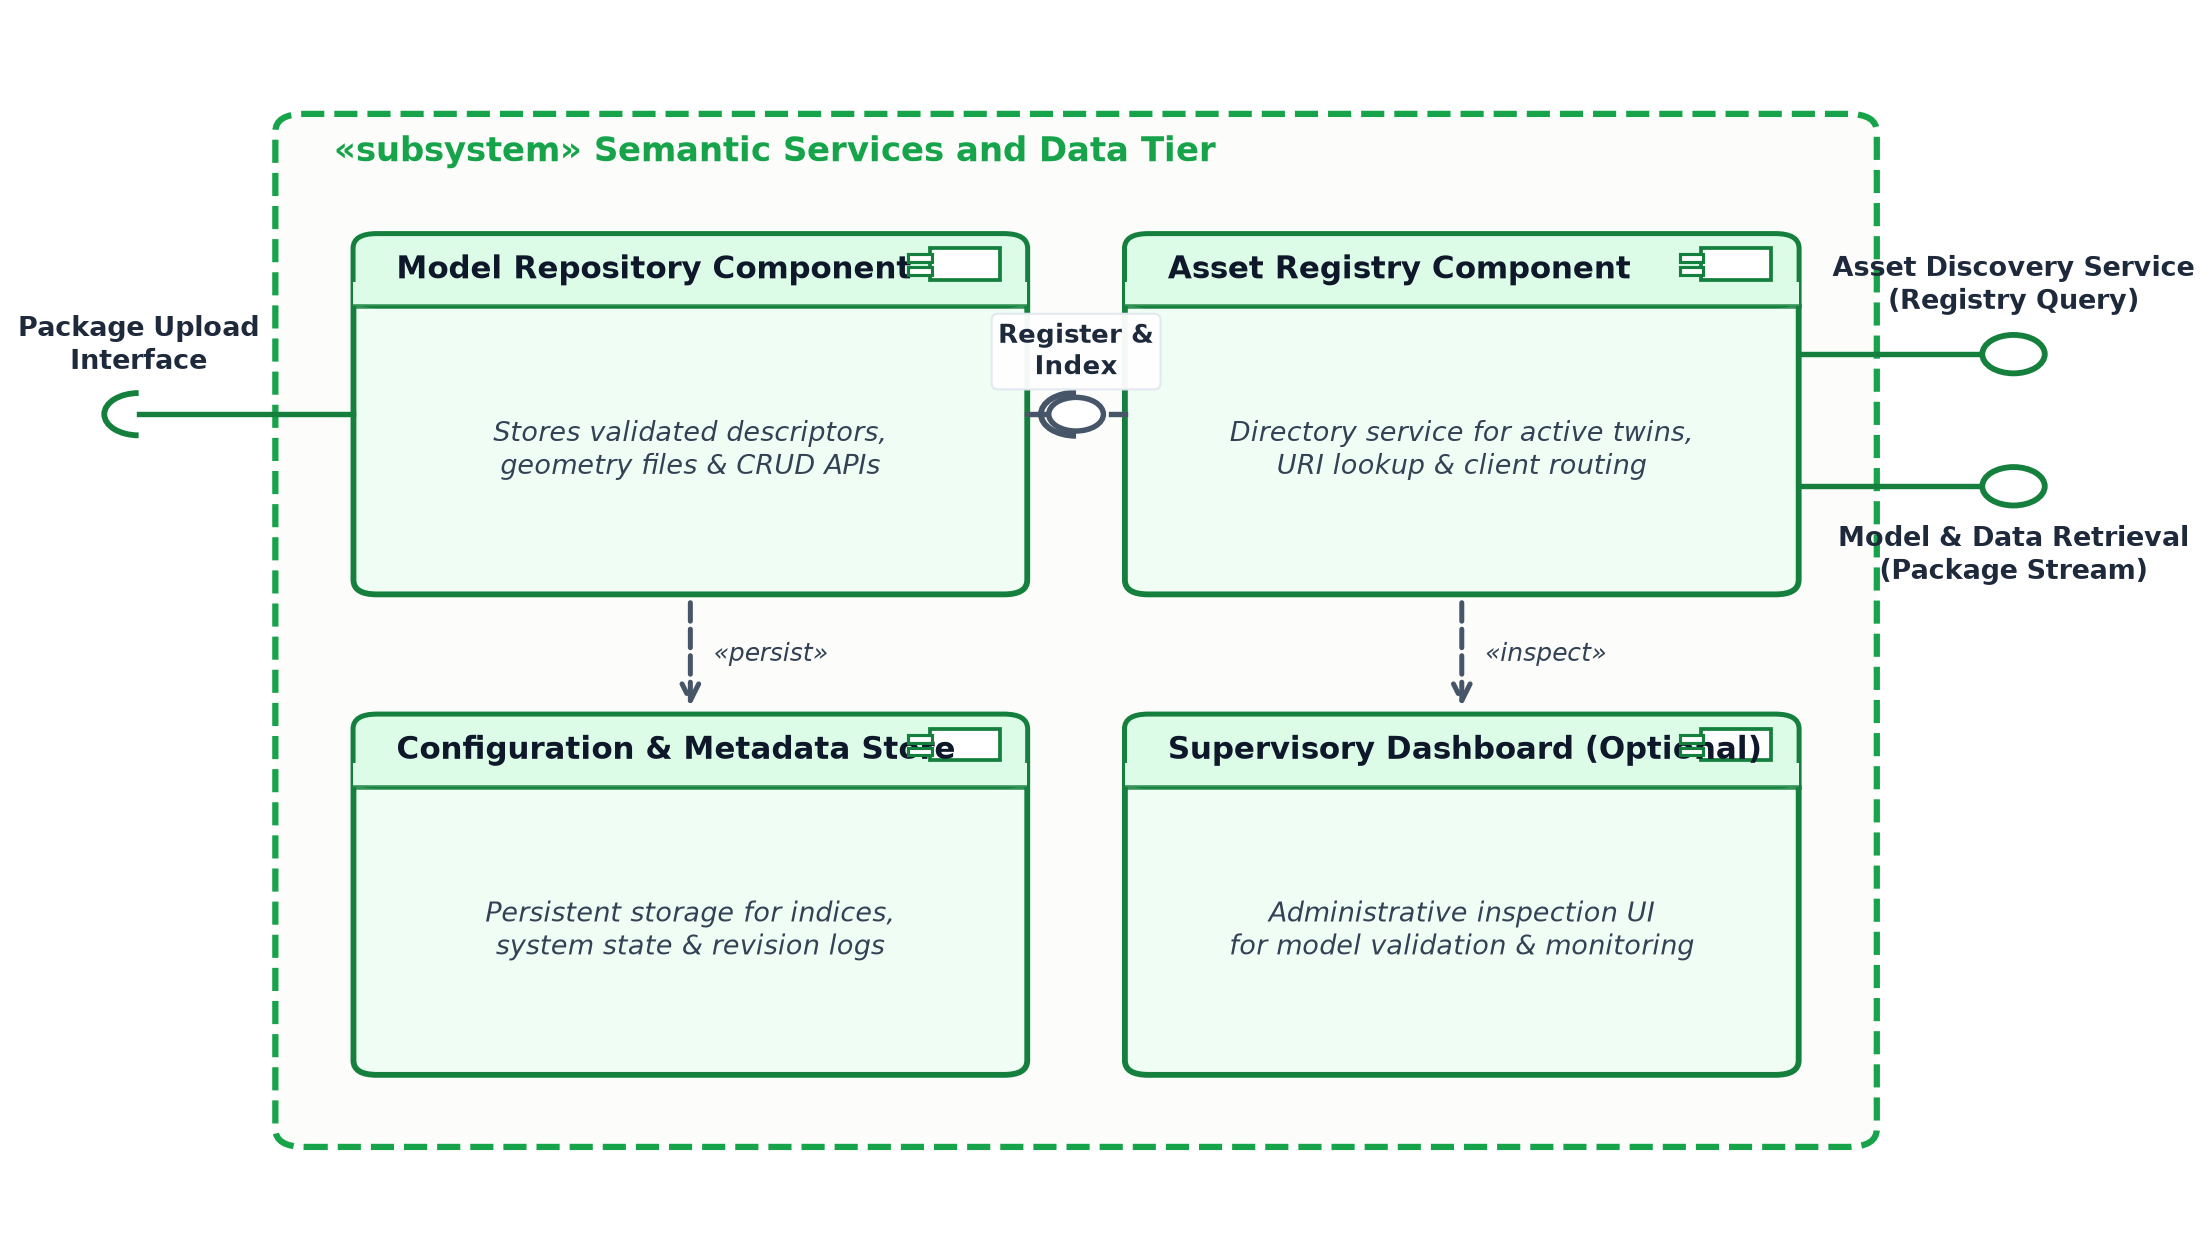 «subsystem» Semantic Services and Data Tier
Model Repository Component
Asset Registry Component
Asset Discovery Service
(Registry Query)
Package Upload
Interface
Register &
Index
Stores validated descriptors,
geometry files & CRUD APIs
Directory service for active twins,
URI lookup & client routing
Model & Data Retrieval
(Package Stream)
«persist»
«inspect»
Configuration & Metadata Store
Supervisory Dashboard (Optional)
Persistent storage for indices,
system state & revision logs
Administrative inspection UI
for model validation & monitoring